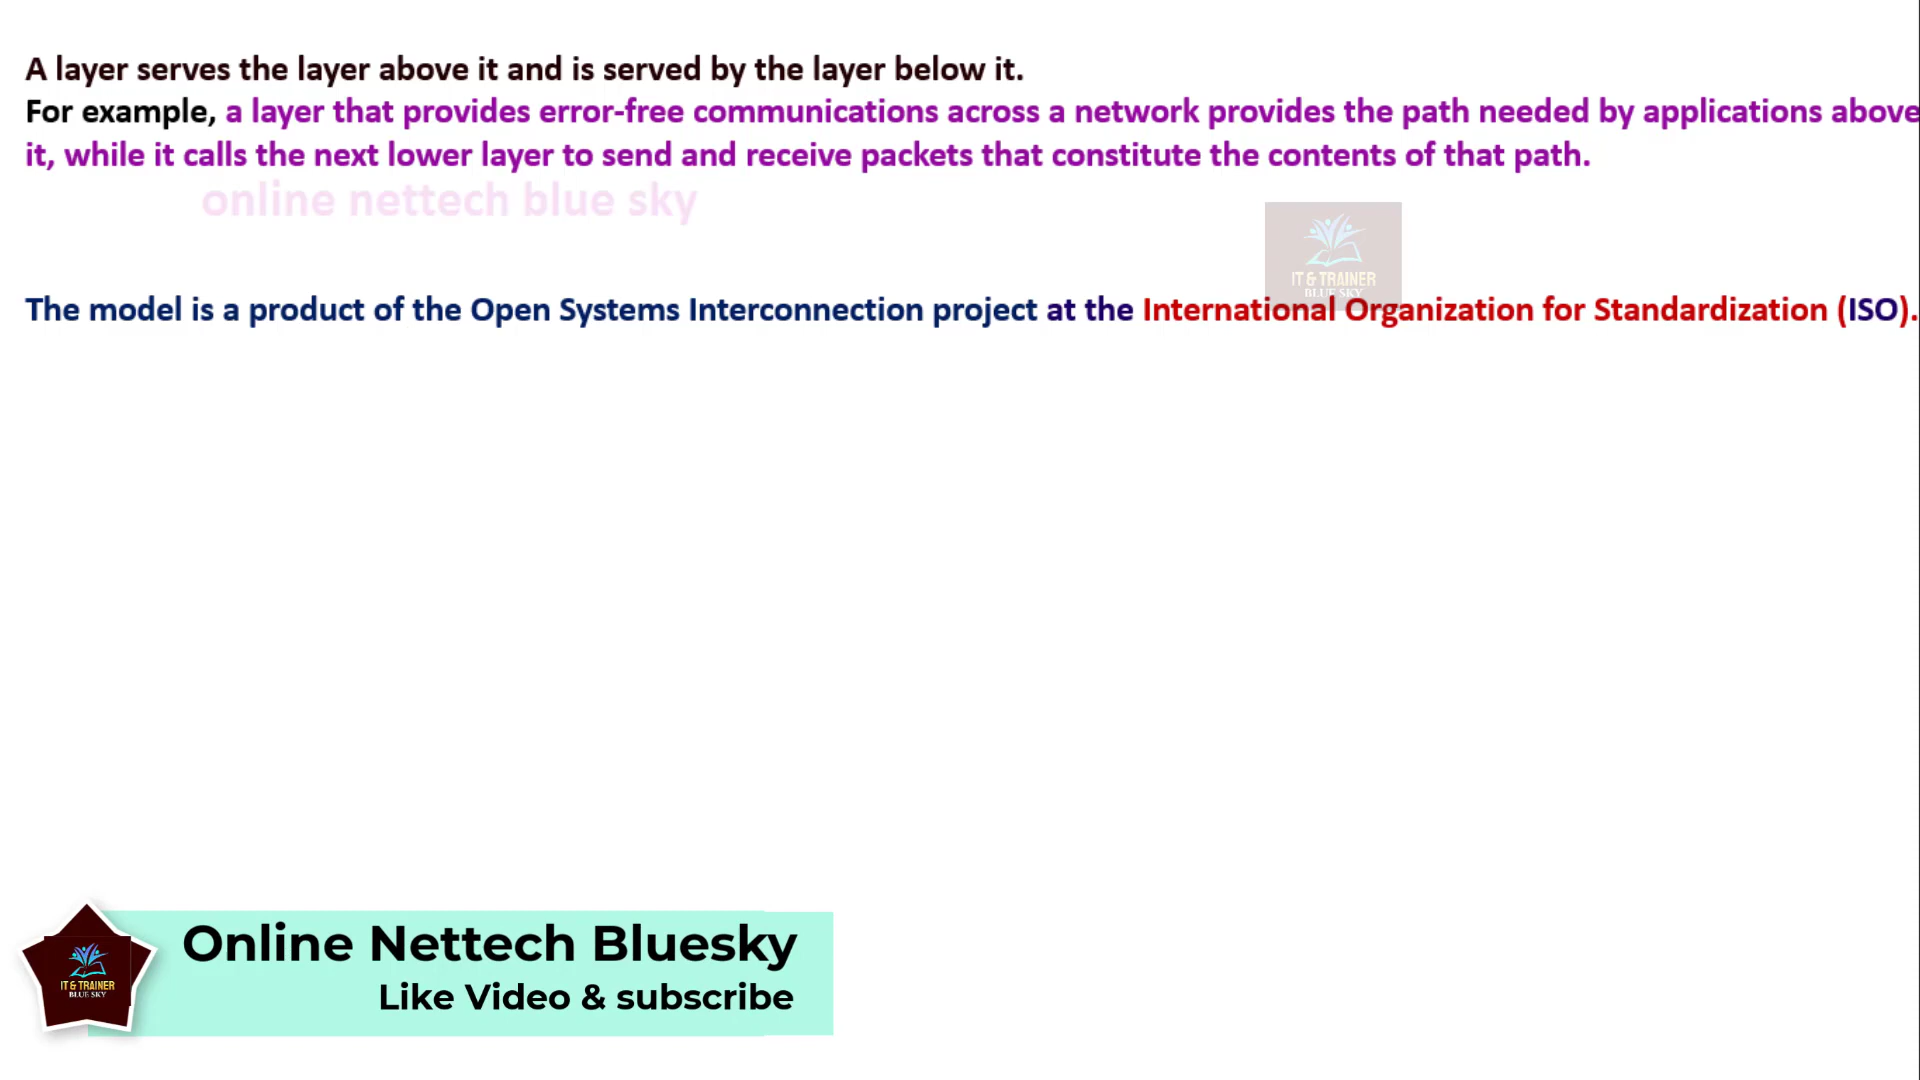 A layer serves the layer above it and is served by the layer below it.
For example, a layer that provides error-free communications across a network provides the path needed by applications above
it, while it calls the next lower layer to send and receive packets that constitute the contents of that path.
online nettech blue sky
IT & TRAINER
BLUE SKY
The model is a product of the Open Systems Interconnection project at the International Organization for Standardization (ISO).
Online Nettech Bluesky
Like Video & subscribe
IT & TRAINER
BLUE SKY